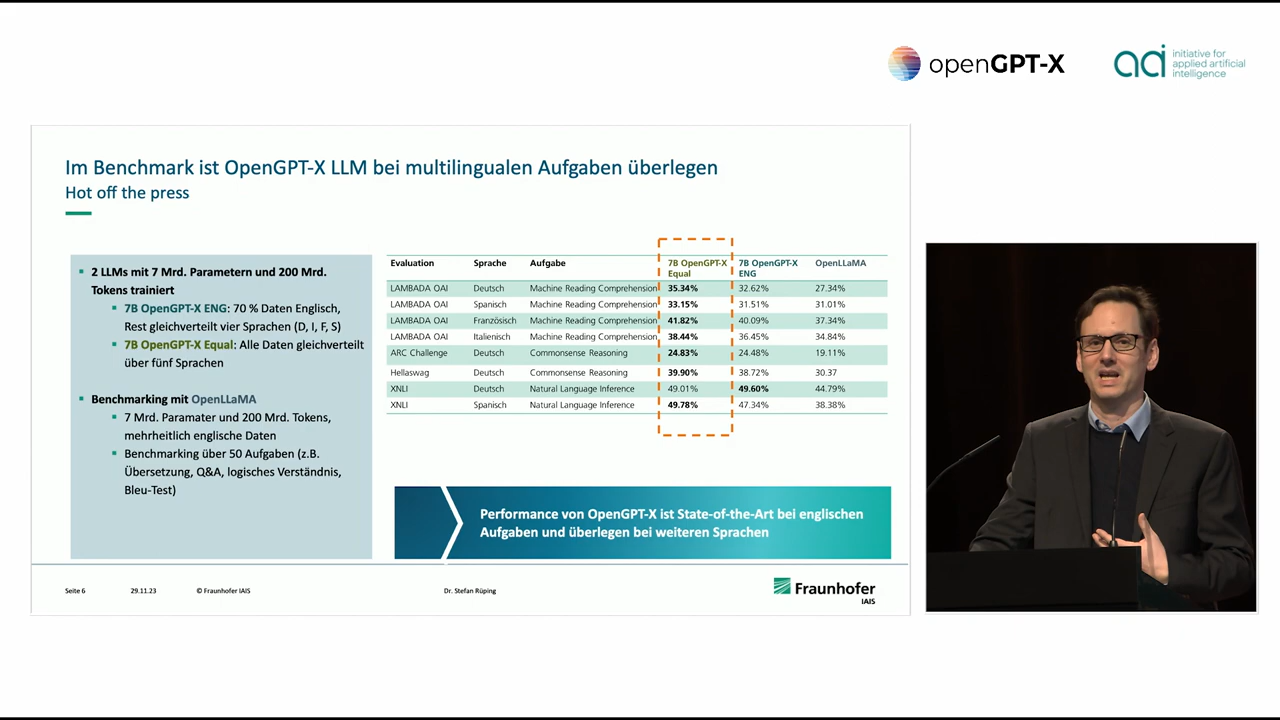 openGPT-X
aai
initiative for
applied artificial
intelligence
Im Benchmark ist OpenGPT-X LLM bei multilingualen Aufgaben überlegen
Hot off the press
2 LLMs mit 7 Mrd. Parametern und 200 Mrd.
Tokens trainiert
7B OpenGPT-X ENG: 70 % Daten Englisch,
Rest gleichverteilt vier Sprachen (D, I, F, S)
7B OpenGPT-X Equal: Alle Daten gleichverteilt
über fünf Sprachen
Benchmarking mit OpenLLaMA
7 Mrd. Paramater und 200 Mrd. Tokens,
mehrheitlich englische Daten
Benchmarking über 50 Aufgaben (z.B.
Übersetzung, Q&A, logisches Verständnis,
Bleu-Test)
Evaluation Sprache Aufgabe 7B OpenGPT-X Equal 7B OpenGPT-X ENG OpenLLaMA
LAMBADA OAI Deutsch Machine Reading Comprehension 35.34% 32.62% 27.34%
LAMBADA OAI Spanisch Machine Reading Comprehension 33.15% 31.51% 31.01%
LAMBADA OAI Französisch Machine Reading Comprehension 41.82% 40.09% 37.34%
LAMBADA OAI Italienisch Machine Reading Comprehension 38.44% 36.45% 34.84%
ARC Challenge Deutsch Commonsense Reasoning 24.83% 24.48% 19.11%
Hellaswag Deutsch Commonsense Reasoning 39.90% 38.72% 30.37
XNLI Deutsch Natural Language Inference 49.01% 49.60% 44.79%
XNLI Spanisch Natural Language Inference 49.78% 47.34% 38.38%
Performance von OpenGPT-X ist State-of-the-Art bei englischen
Aufgaben und überlegen bei weiteren Sprachen
Seite 6 29.11.23 © Fraunhofer IAIS Dr. Stefan Rüping
Fraunhofer
IAIS